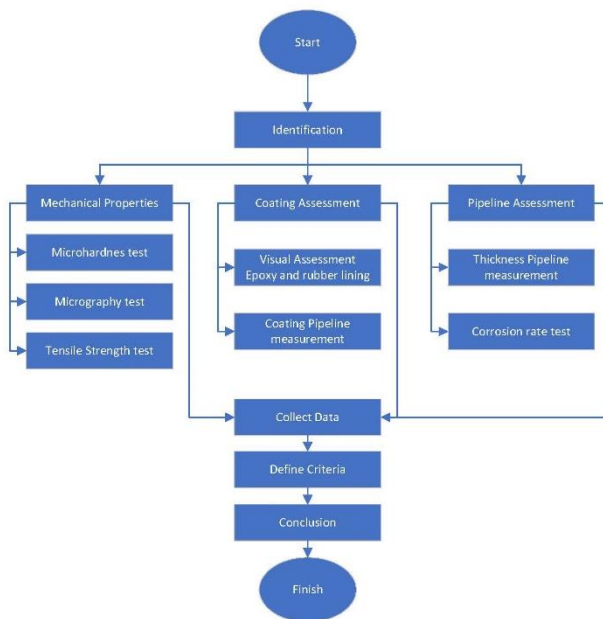 Start
Identification
Mechanical Properties
Coating Assessment
Pipeline Assessment
Microhardnes test
Visual Assessment
Epoxy and rubber lining
Thickness Pipeline
measurement
Micrography test
Coating Pipeline
measurement
Corrosion rate test
Tensile Strength test
Collect Data
Define Criteria
Conclusion
Finish